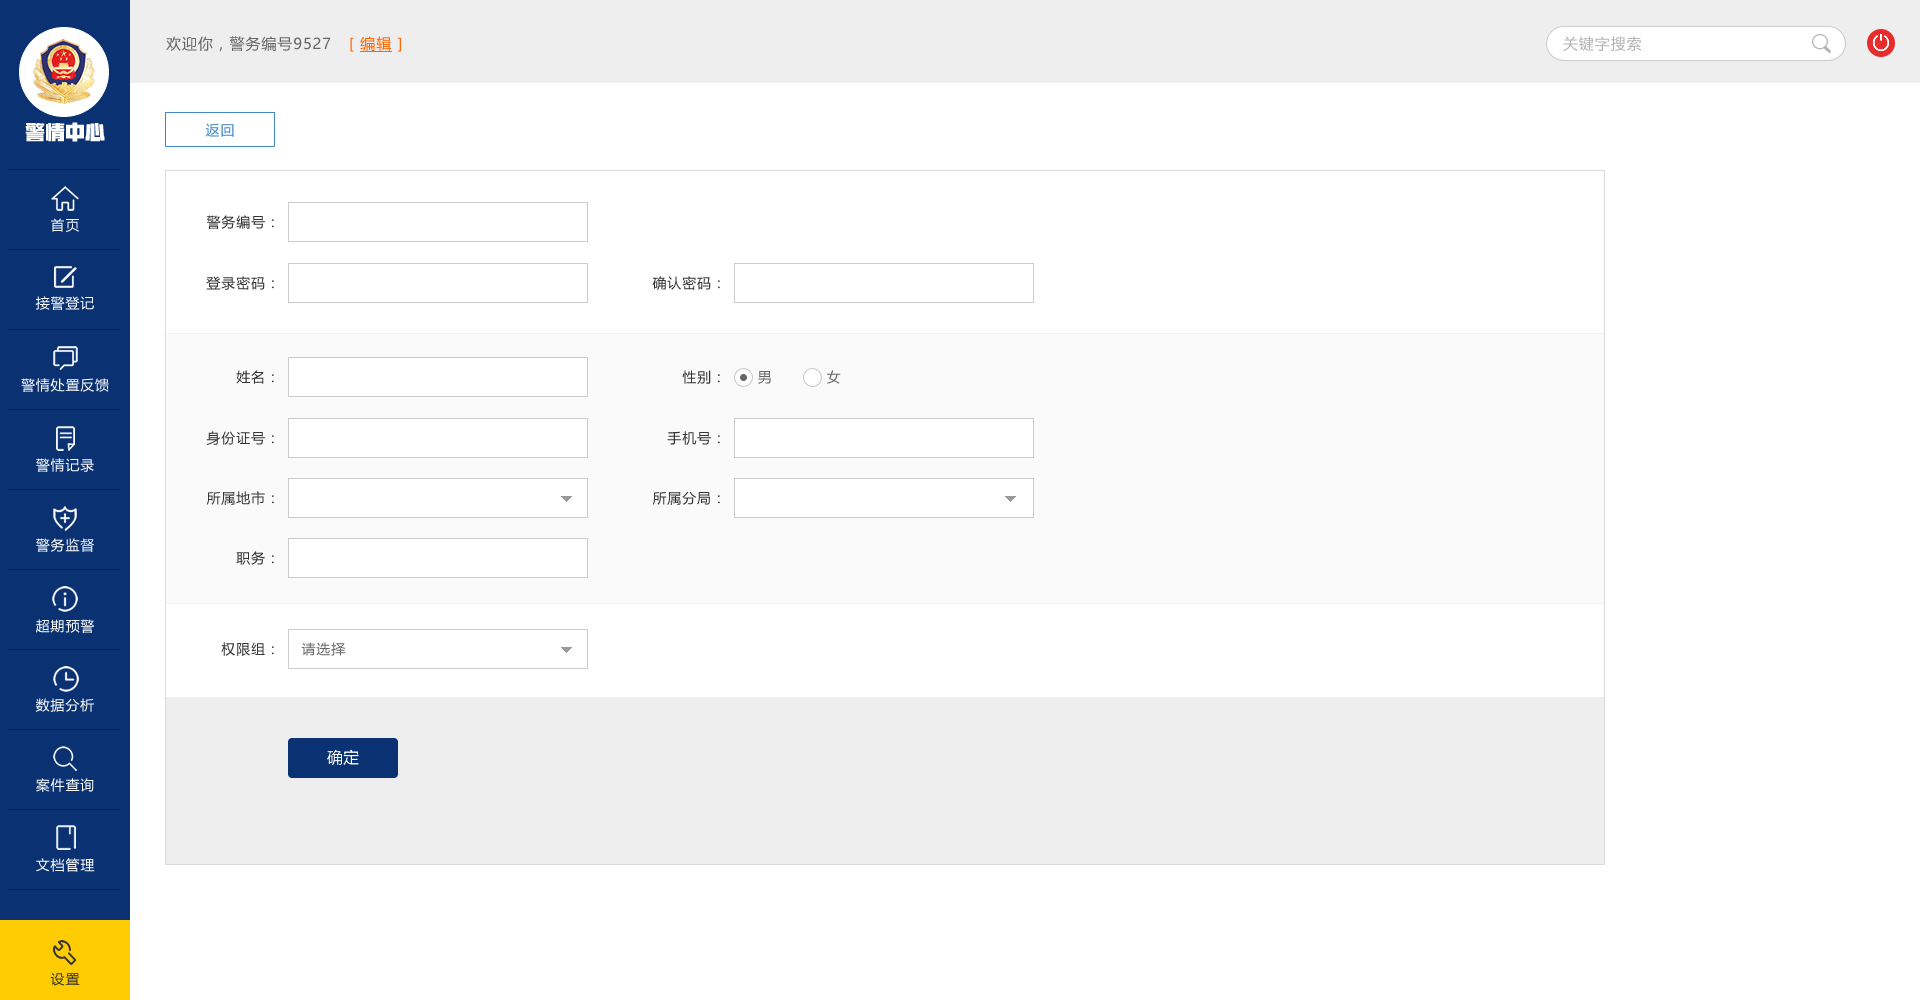 警情中心
首页
接警登记
警情处置反馈
警情记录
警务监督
超期预警
数据分析
案件查询
文档管理
设置
欢迎你，警务编号9527 [ 编辑 ]
关键字搜索
返回
警务编号：
登录密码： 确认密码：
姓名： 性别： 男 女
身份证号： 手机号：
所属地市： 所属分局：
职务：
权限组： 请选择
确定